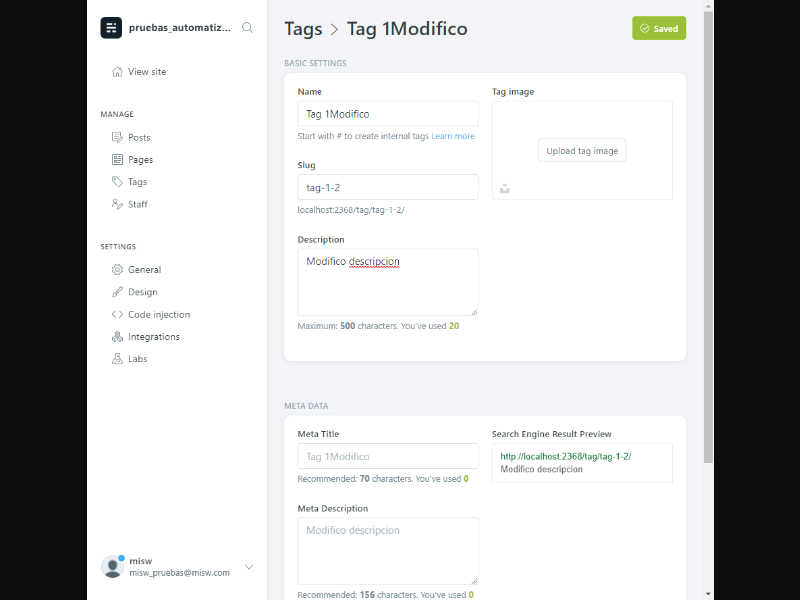 pruebas_automatiz...
View site
MANAGE
Posts
Pages
Tags
Staff
SETTINGS
General
Design
Code injection
Integrations
Labs
misw
misw_pruebas@misw.com
Tags > Tag 1Modifico
Saved
BASIC SETTINGS
Name
Tag 1Modifico
Start with # to create internal tags Learn more
Slug
tag-1-2
localhost:2368/tag/tag-1-2/
Description
Modifico descripcion
Maximum: 500 characters. You've used 20
Tag image
Upload tag image
META DATA
Meta Title
Tag 1Modifico
Recommended: 70 characters. You've used 0
Meta Description
Modifico descripcion
Recommended: 156 characters. You've used 0
Search Engine Result Preview
http://localhost:2368/tag/tag-1-2/
Modifico descripcion